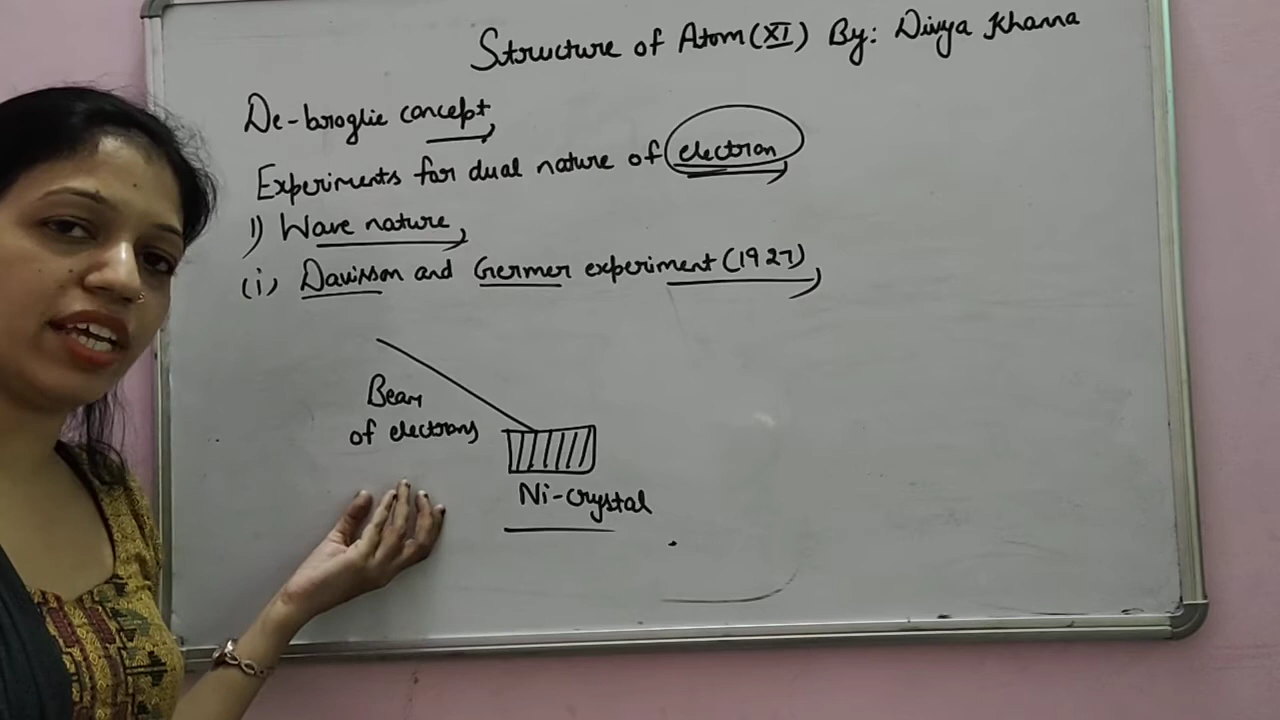 Structure of Atom (XI) By: Divya Khanna
De-broglie concept
Experiments for dual nature of electron
1) Wave nature
(i) Davisson and Germer experiment (1927)
Beam
of electrons
Ni-crystal